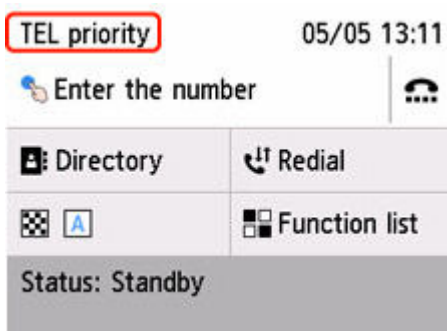 TEL priority 05/05 13:11
Enter the number
Directory Redial
A Function list
Status: Standby